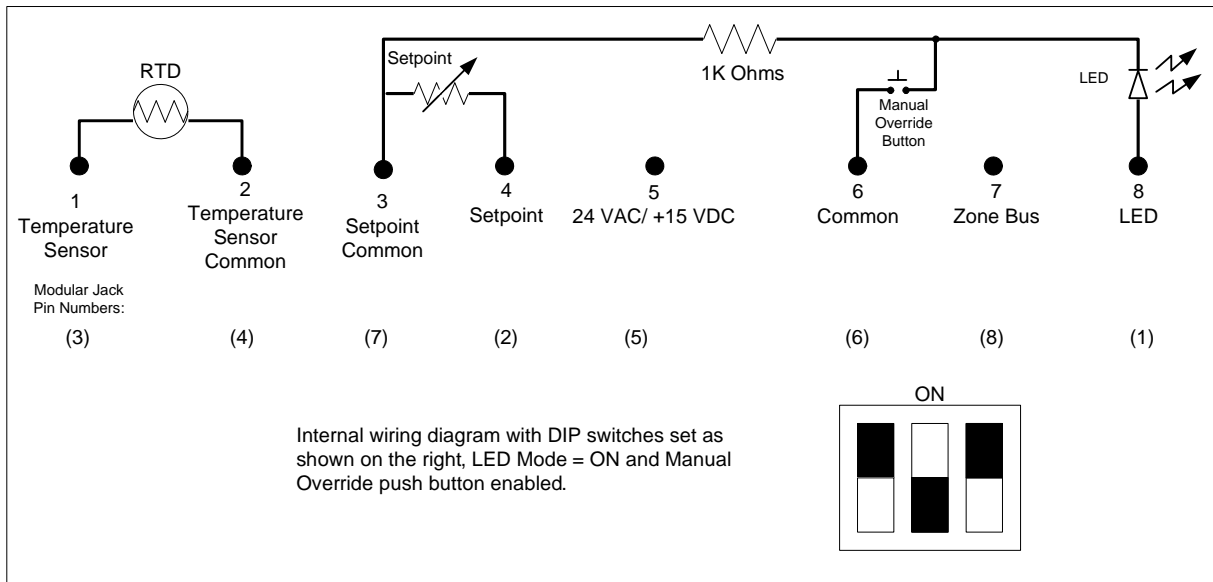 RTD
Setpoint
1K Ohms
Manual
Override
Button
LED
1
Temperature
Sensor
2
Temperature
Sensor
Common
3
Setpoint
Common
4
Setpoint
5
24 VAC/ +15 VDC
6
Common
7
Zone Bus
8
LED
Modular Jack
Pin Numbers:
(3)
(4)
(7)
(2)
(5)
(6)
(8)
(1)
Internal wiring diagram with DIP switches set as
shown on the right, LED Mode = ON and Manual
Override push button enabled.
ON